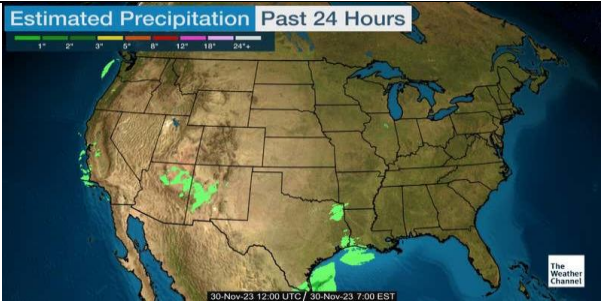 Estimated Precipitation Past 24 Hours
1" 2" 3" 5" 8" 12" 18" 24"+
The
Weather
Channel
30-Nov-23 12:00 UTC / 30-Nov-23 7:00 EST